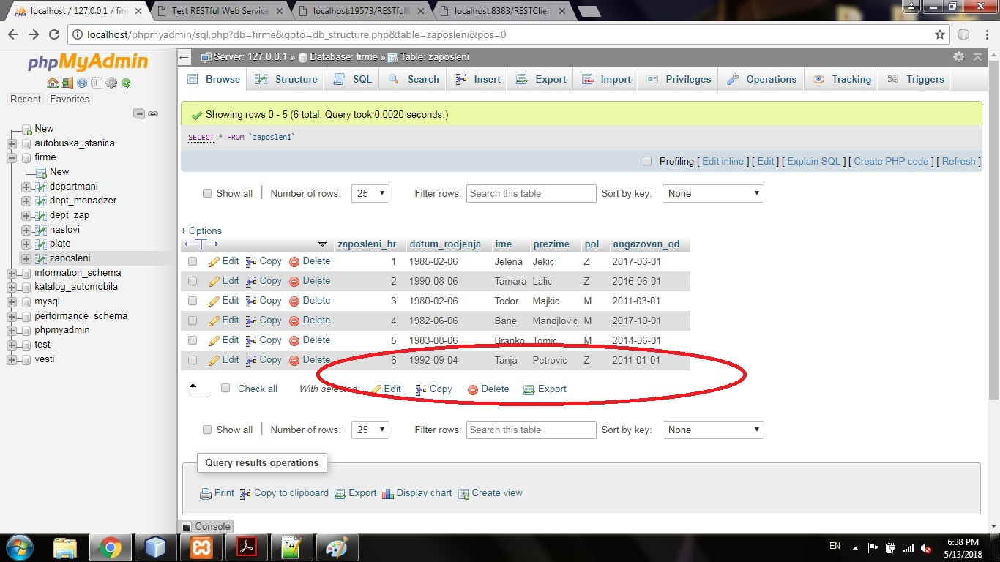 localhost / 127.0.0.1 / firm
Test RESTful Web Service
localhost:19573/RESTfulD
localhost:8383/RESTClien
localhost/phpmyadmin/sql.php?db=firme&goto=db_structure.php&table=zaposleni&pos=0
phpMyAdmin
Recent Favorites
New
autobuska_stanica
firme
New
departmani
dept_menadzer
dept_zap
naslovi
plate
zaposleni
information_schema
katalog_automobila
mysql
performance_schema
phpmyadmin
test
vesti
Server: 127.0.0.1 » Database: firme » Table: zaposleni
Browse Structure SQL Search Insert Export Import Privileges Operations Tracking Triggers
Showing rows 0 - 5 (6 total, Query took 0.0020 seconds.)
SELECT * FROM `zaposleni`
Profiling [ Edit inline ] [ Edit ] [ Explain SQL ] [ Create PHP code ] [ Refresh ]
Show all Number of rows: 25 Filter rows: Search this table Sort by key: None
+ Options
zaposleni_br datum_rodjenja ime prezime pol angazovan_od
Edit Copy Delete 1 1985-02-06 Jelena Jekic Z 2017-03-01
Edit Copy Delete 2 1990-08-06 Tamara Lalic Z 2016-06-01
Edit Copy Delete 3 1980-02-06 Todor Majkic M 2011-03-01
Edit Copy Delete 4 1982-06-06 Bane Manojlovic M 2017-10-01
Edit Copy Delete 5 1983-08-06 Branko Tomic M 2014-06-01
Edit Copy Delete 6 1992-09-04 Tanja Petrovic Z 2011-01-01
Check all With selected: Edit Copy Delete Export
Show all Number of rows: 25 Filter rows: Search this table Sort by key: None
Query results operations
Print Copy to clipboard Export Display chart Create view
Console
EN
6:38 PM
5/13/2018